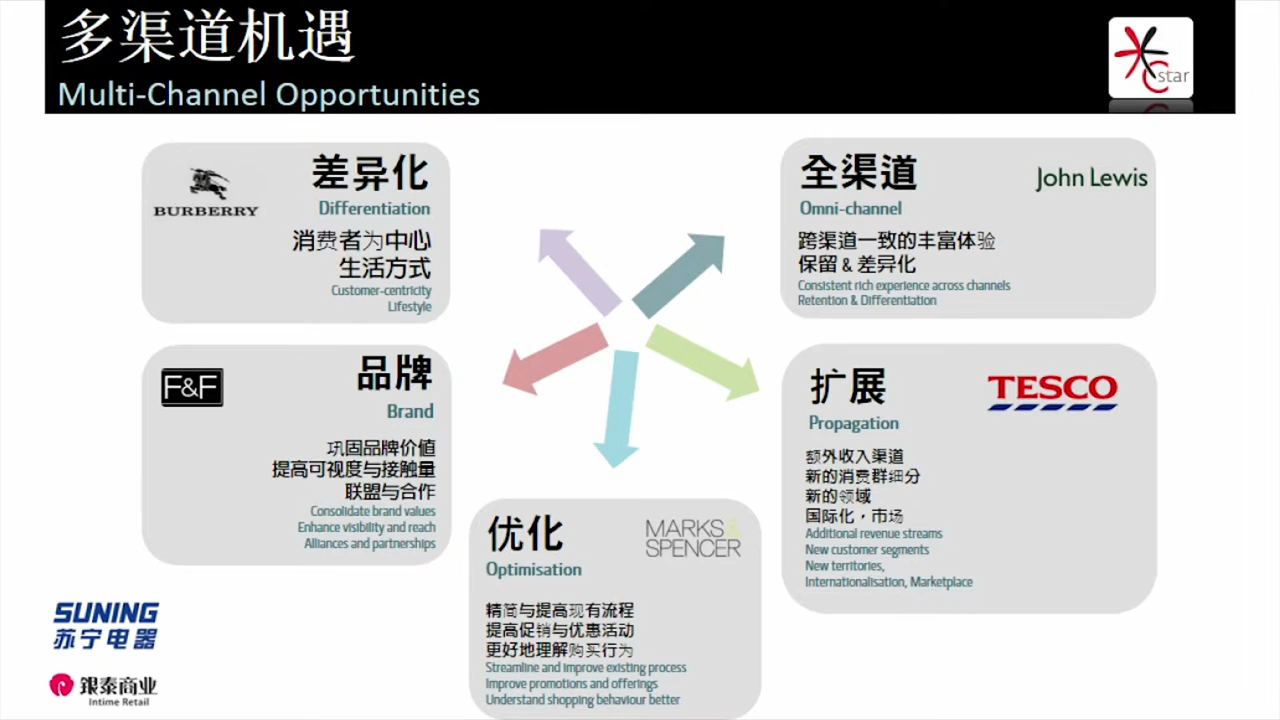 多渠道机遇
Multi-Channel Opportunities
Cstar
BURBERRY
差异化
Differentiation
消费者为中心
生活方式
Customer-centricity
Lifestyle
全渠道
John Lewis
Omni-channel
跨渠道一致的丰富体验
保留 & 差异化
Consistent rich experience across channels
Retention & Differentiation
F&F
品牌
Brand
巩固品牌价值
提高可视度与接触量
联盟与合作
Consolidate brand values
Enhance visibility and reach
Alliances and partnerships
扩展
TESCO
Propagation
额外收入渠道
新的消费群细分
新的领域
国际化，市场
Additional revenue streams
New customer segments
New territories,
Internationalisation, Marketplace
优化
MARKS&
SPENCER
Optimisation
精简与提高现有流程
提高促销与优惠活动
更好地理解购买行为
Streamline and improve existing process
Improve promotions and offerings
Understand shopping behaviour better
SUNING
苏宁电器
銀泰商业
Intime Retail